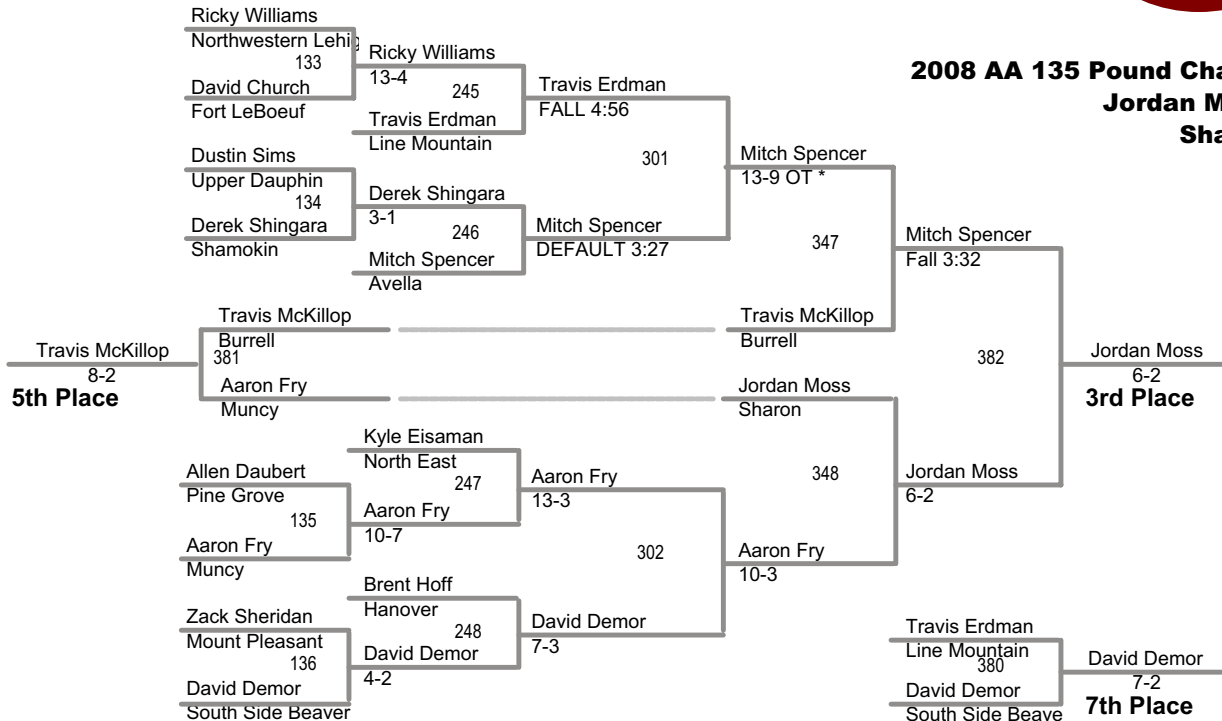 Ricky Williams
Northwestern Lehig
133
David Church
Fort LeBoeuf
Ricky Williams
13-4
245
Travis Erdman
Line Mountain
Travis Erdman
FALL 4:56
2008 AA 135 Pound Cha
Jordan M
Sha
Dustin Sims
Upper Dauphin
134
Derek Shingara
Shamokin
Derek Shingara
3-1
246
Mitch Spencer
Avella
Mitch Spencer
DEFAULT 3:27
301
Mitch Spencer
13-9 OT *
347
Mitch Spencer
Fall 3:32
Travis McKillop
Burrell
Travis McKillop
Burrell
Travis McKillop
8-2
5th Place
381
Aaron Fry
Muncy
Jordan Moss
Sharon
382
Jordan Moss
6-2
3rd Place
Kyle Eisaman
North East
247
Allen Daubert
Pine Grove
135
Aaron Fry
Muncy
Aaron Fry
10-7
Aaron Fry
13-3
348
Jordan Moss
6-2
302
Aaron Fry
10-3
Brent Hoff
Hanover
248
Zack Sheridan
Mount Pleasant
136
David Demor
South Side Beaver
David Demor
4-2
David Demor
7-3
Travis Erdman
Line Mountain
380
David Demor
South Side Beave
David Demor
7-2
7th Place